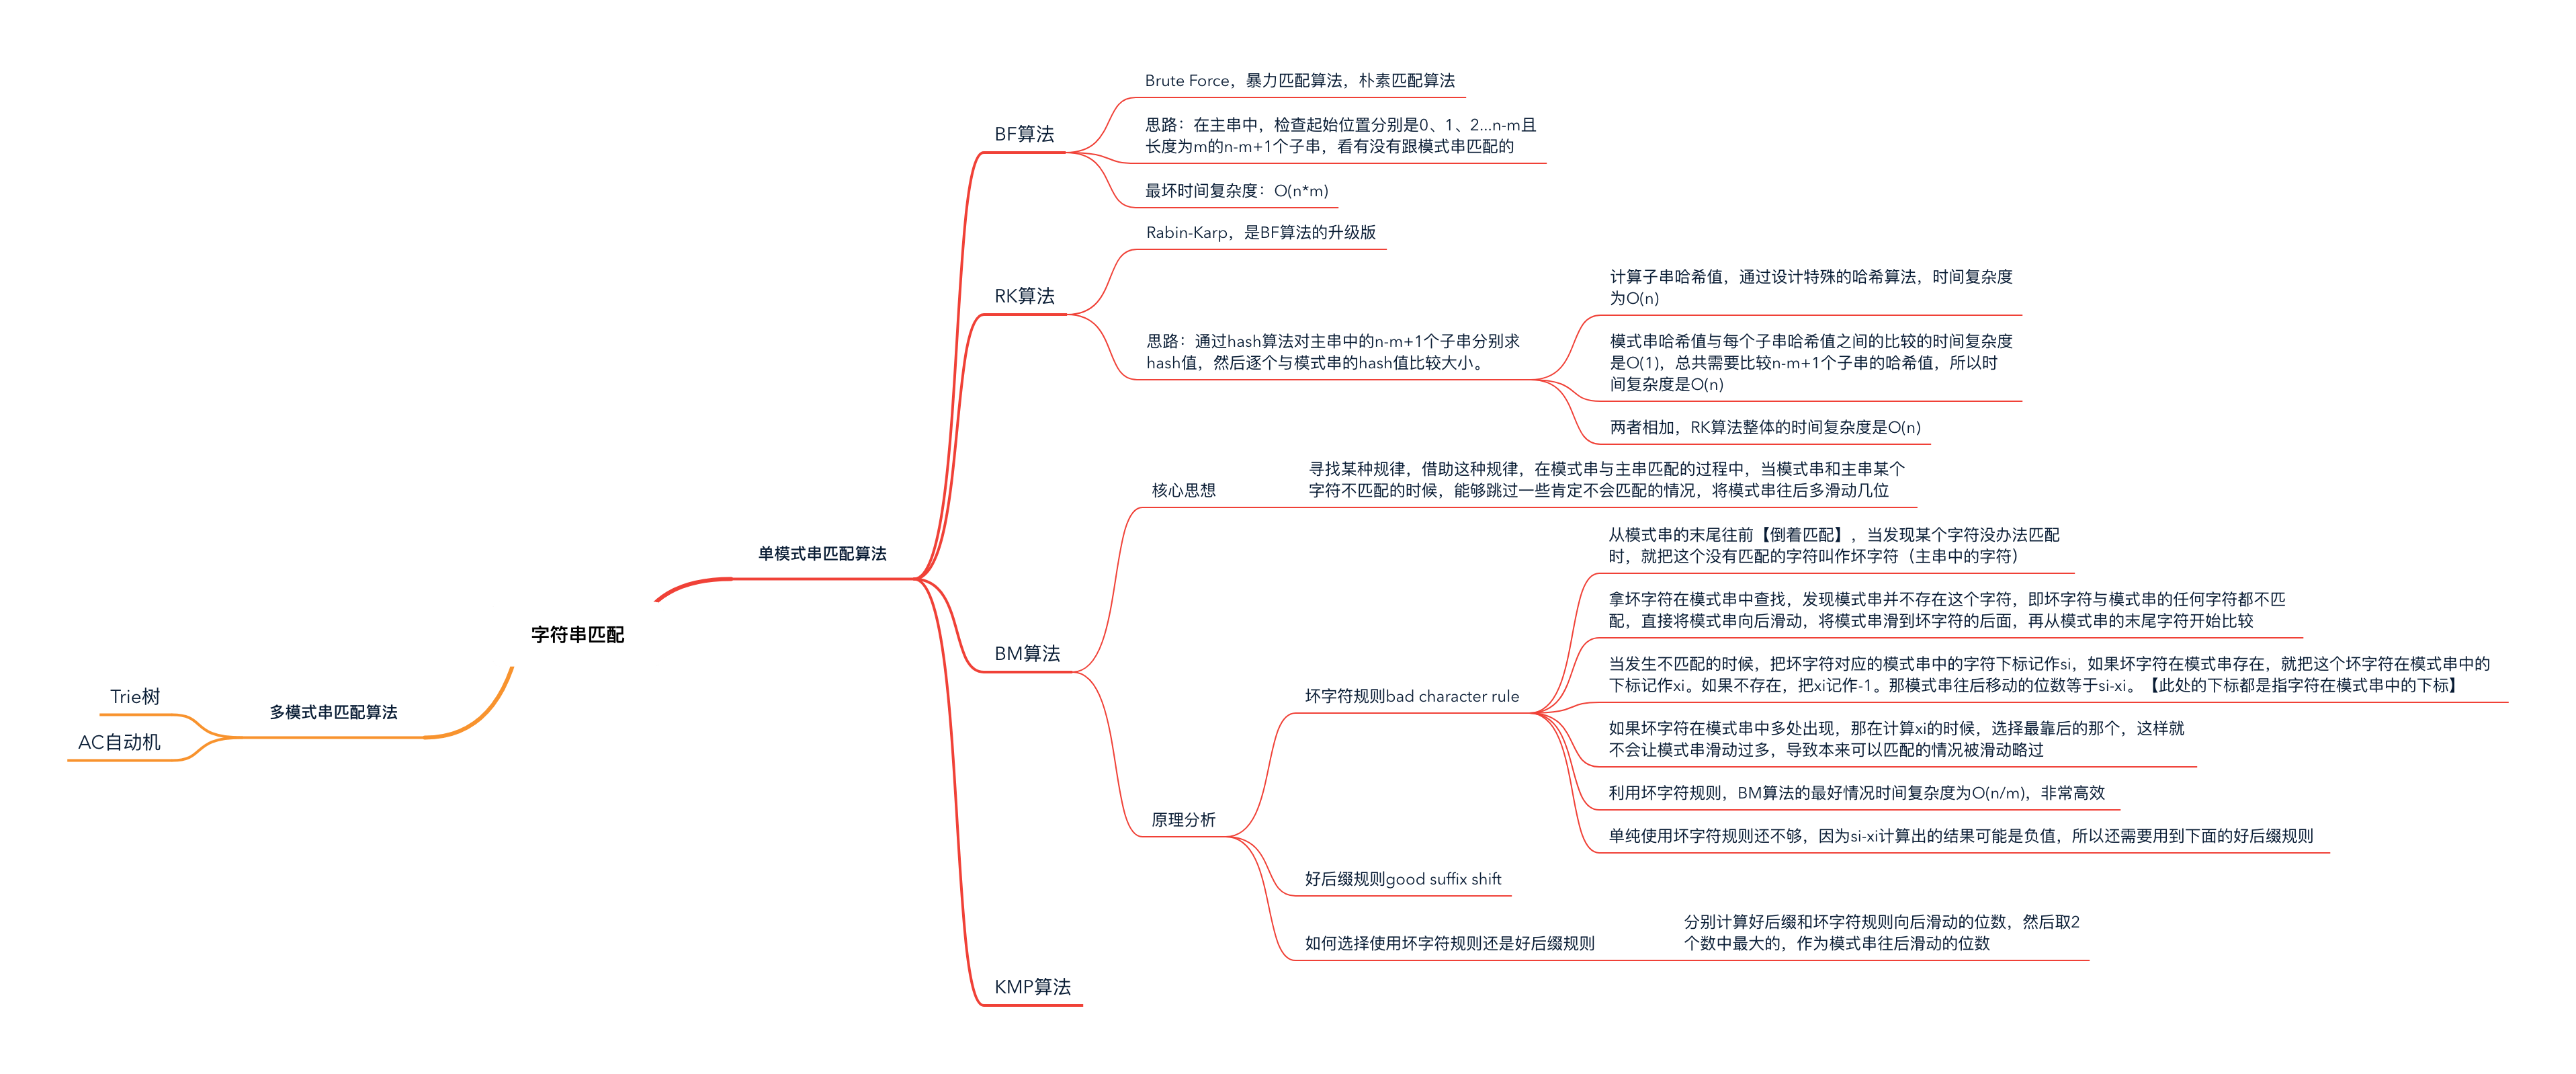 字符串匹配
单模式串匹配算法
BF算法
Brute Force，暴力匹配算法，朴素匹配算法
思路：在主串中，检查起始位置分别是0、1、2...n-m且
长度为m的n-m+1个子串，看有没有跟模式串匹配的
最坏时间复杂度：O(n*m)
RK算法
Rabin-Karp，是BF算法的升级版
思路：通过hash算法对主串中的n-m+1个子串分别求
hash值，然后逐个与模式串的hash值比较大小。
计算子串哈希值，通过设计特殊的哈希算法，时间复杂度
为O(n)
模式串哈希值与每个子串哈希值之间的比较的时间复杂度
是O(1)，总共需要比较n-m+1个子串的哈希值，所以时
间复杂度是O(n)
两者相加，RK算法整体的时间复杂度是O(n)
BM算法
核心思想
寻找某种规律，借助这种规律，在模式串与主串匹配的过程中，当模式串和主串某个
字符不匹配的时候，能够跳过一些肯定不会匹配的情况，将模式串往后多滑动几位
原理分析
坏字符规则bad character rule
从模式串的末尾往前【倒着匹配】，当发现某个字符没办法匹配
时，就把这个没有匹配的字符叫作坏字符（主串中的字符）
拿坏字符在模式串中查找，发现模式串并不存在这个字符，即坏字符与模式串的任何字符都不匹
配，直接将模式串向后滑动，将模式串滑到坏字符的后面，再从模式串的末尾字符开始比较
当发生不匹配的时候，把坏字符对应的模式串中的字符下标记作si，如果坏字符在模式串存在，就把这个坏字符在模式串中的
下标记作xi。如果不存在，把xi记作-1。那模式串往后移动的位数等于si-xi。【此处的下标都是指字符在模式串中的下标】
如果坏字符在模式串中多处出现，那在计算xi的时候，选择最靠后的那个，这样就
不会让模式串滑动过多，导致本来可以匹配的情况被滑动略过
利用坏字符规则，BM算法的最好情况时间复杂度为O(n/m)，非常高效
单纯使用坏字符规则还不够，因为si-xi计算出的结果可能是负值，所以还需要用到下面的好后缀规则
好后缀规则good suffix shift
如何选择使用坏字符规则还是好后缀规则
分别计算好后缀和坏字符规则向后滑动的位数，然后取2
个数中最大的，作为模式串往后滑动的位数
KMP算法
多模式串匹配算法
Trie树
AC自动机